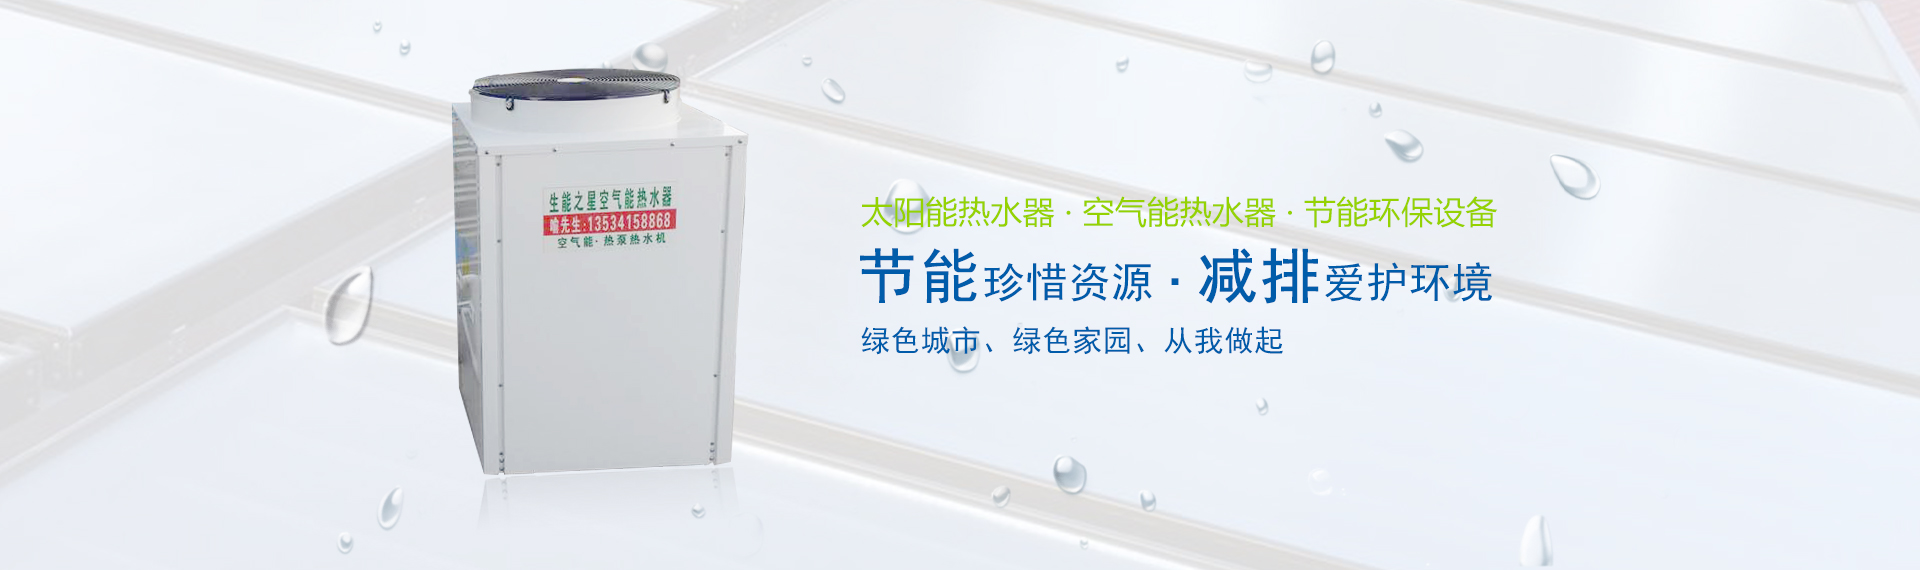 生能之星空气能热水器
喻先生:13534158868
空气能·热泵热水机
太阳能热水器·空气能热水器·节能环保设备
节能珍惜资源·减排爱护环境
绿色城市、绿色家园、从我做起